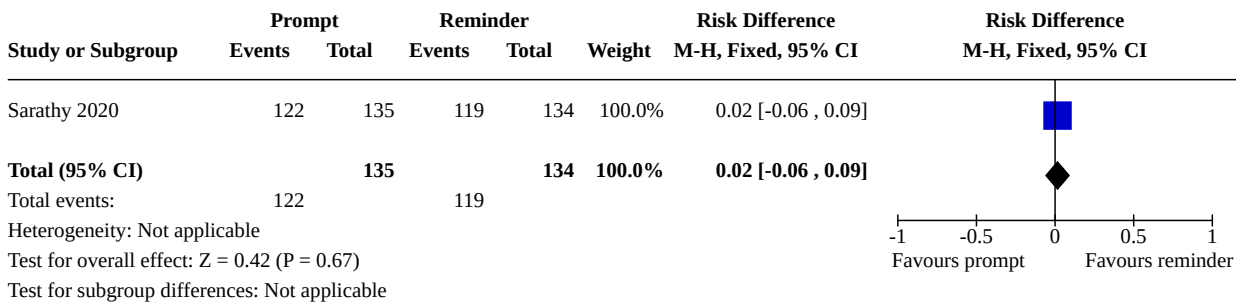 Prompt Reminder Risk Difference Risk Difference
Study or Subgroup Events Total Events Total Weight M-H, Fixed, 95% CI M-H, Fixed, 95% CI
Sarathy 2020 122 135 119 134 100.0% 0.02 [-0.06 , 0.09]
Total (95% CI) 135 134 100.0% 0.02 [-0.06 , 0.09]
Total events: 122 119
Heterogeneity: Not applicable -1 -0.5 0 0.5 1
Test for overall effect: Z = 0.42 (P = 0.67) Favours prompt Favours reminder
Test for subgroup differences: Not applicable